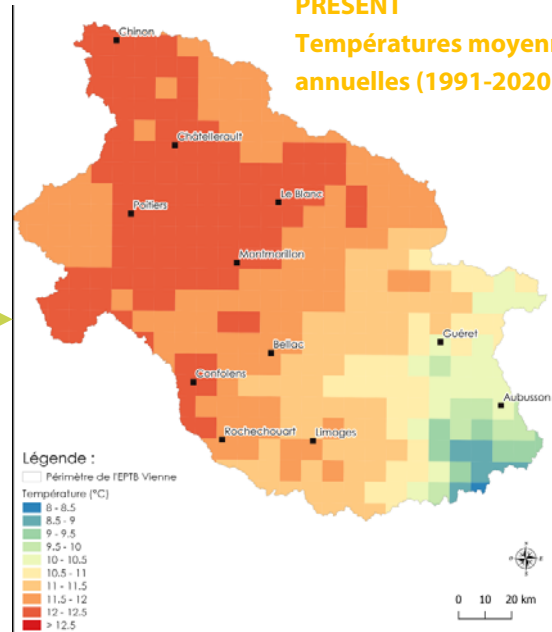 PRESENT
Températures moyenn
annuelles (1991-2020
Chinon
Châtellerault
Poitiers
Le Blanc
Montmorillon
Guéret
Bellac
Confolens
Aubusson
Rochechouart
Limoges
Légende :
Périmètre de l'EPTB Vienne
Température (°C)
8 - 8.5
8.5 - 9
9 - 9.5
9.5 - 10
10 - 10.5
10.5 - 11
11 - 11.5
11.5 - 12
12 - 12.5
> 12.5
0 10 20 km